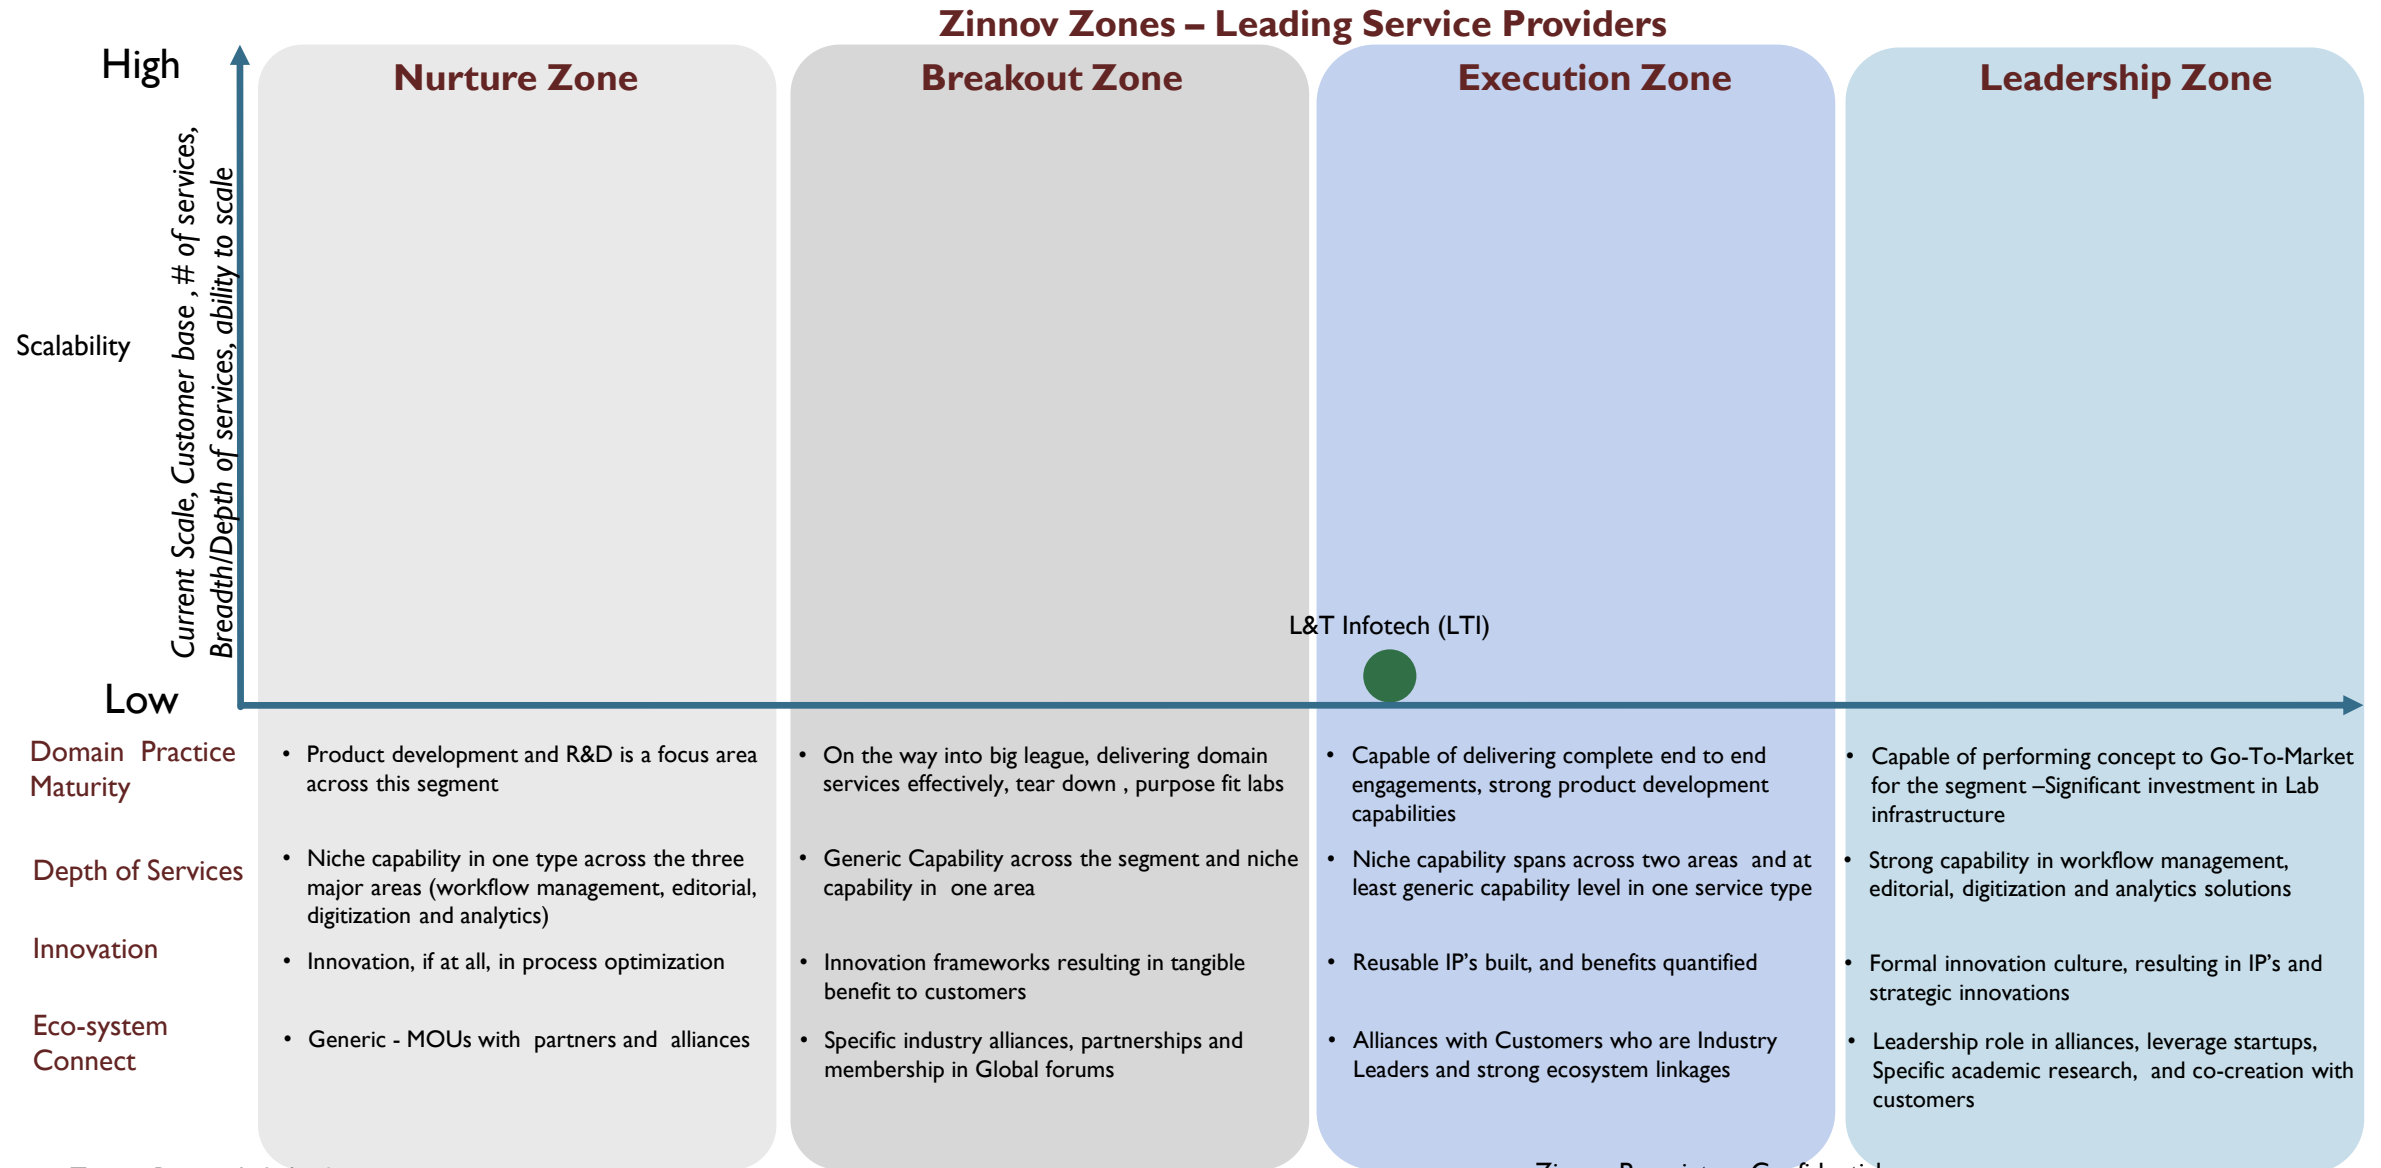 Zinnov Zones – Leading Service Providers
High
Nurture Zone
Breakout Zone
Execution Zone
Leadership Zone
Scalability
Current Scale, Customer base , # of services,
Breadth/Depth of services, ability to scale
L&T Infotech (LTI)
Low
Domain Practice
Maturity
• Product development and R&D is a focus area
across this segment
• On the way into big league, delivering domain
services effectively, tear down , purpose fit labs
• Capable of delivering complete end to end
engagements, strong product development
capabilities
• Capable of performing concept to Go-To-Market
for the segment –Significant investment in Lab
infrastructure
Depth of Services
• Niche capability in one type across the three
major areas (workflow management, editorial,
digitization and analytics)
• Generic Capability across the segment and niche
capability in one area
• Niche capability spans across two areas and at
least generic capability level in one service type
• Strong capability in workflow management,
editorial, digitization and analytics solutions
Innovation
• Innovation, if at all, in process optimization
• Innovation frameworks resulting in tangible
benefit to customers
• Reusable IP’s built, and benefits quantified
• Formal innovation culture, resulting in IP’s and
strategic innovations
Eco-system
Connect
• Generic - MOUs with partners and alliances
• Specific industry alliances, partnerships and
membership in Global forums
• Alliances with Customers who are Industry
Leaders and strong ecosystem linkages
• Leadership role in alliances, leverage startups,
Specific academic research, and co-creation with
customers